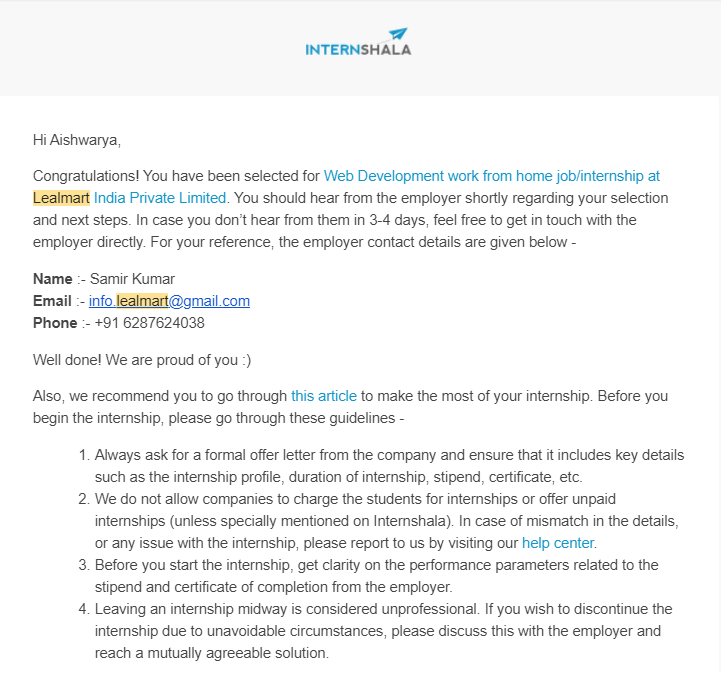 INTERNSHALA
Hi Aishwarya,
Congratulations! You have been selected for Web Development work from home job/internship at
Lealmart India Private Limited. You should hear from the employer shortly regarding your selection
and next steps. In case you don't hear from them in 3-4 days, feel free to get in touch with the
employer directly. For your reference, the employer contact details are given below -
Name :- Samir Kumar
Email :- info.lealmart@gmail.com
Phone :- +91 6287624038
Well done! We are proud of you :)
Also, we recommend you to go through this article to make the most of your internship. Before you
begin the internship, please go through these guidelines -
1. Always ask for a formal offer letter from the company and ensure that it includes key details
such as the internship profile, duration of internship, stipend, certificate, etc.
2. We do not allow companies to charge the students for internships or offer unpaid
internships (unless specially mentioned on Internshala). In case of mismatch in the details,
or any issue with the internship, please report to us by visiting our help center.
3. Before you start the internship, get clarity on the performance parameters related to the
stipend and certificate of completion from the employer.
4. Leaving an internship midway is considered unprofessional. If you wish to discontinue the
internship due to unavoidable circumstances, please discuss this with the employer and
reach a mutually agreeable solution.